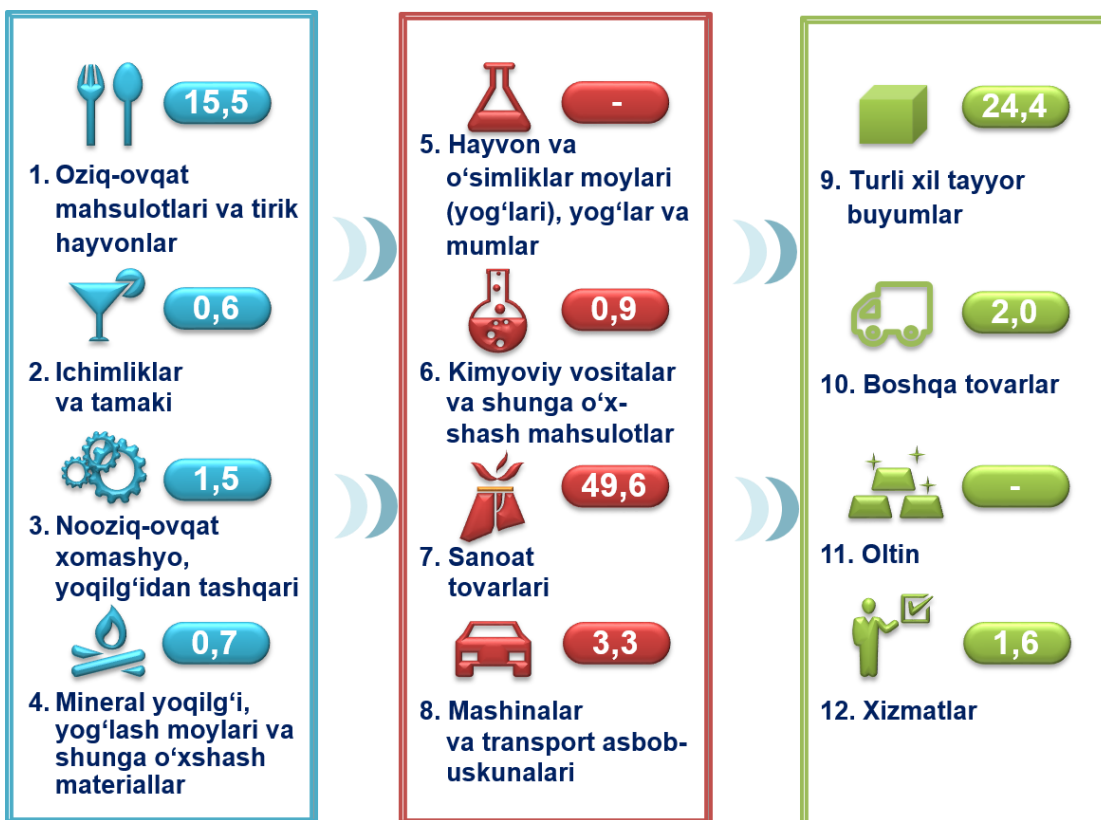 15,5
1. Oziq-ovqat
mahsulotlari va tirik
hayvonlar
0,6
2. Ichimliklar
va tamaki
1,5
3. Nooziq-ovqat
xomashyo,
yoqilg‘idan tashqari
0,7
4. Mineral yoqilg‘i,
yog‘lash moylari va
shunga o‘xshash
materiallar
-
5. Hayvon va
o‘simliklar moylari
(yog‘lari), yog‘lar va
mumlar
0,9
6. Kimyoviy vositalar
va shunga o‘x-
shash mahsulotlar
49,6
7. Sanoat
tovarlari
3,3
8. Mashinalar
va transport asbob-
uskunalari
24,4
9. Turli xil tayyor
buyumlar
2,0
10. Boshqa tovarlar
-
11. Oltin
1,6
12. Xizmatlar